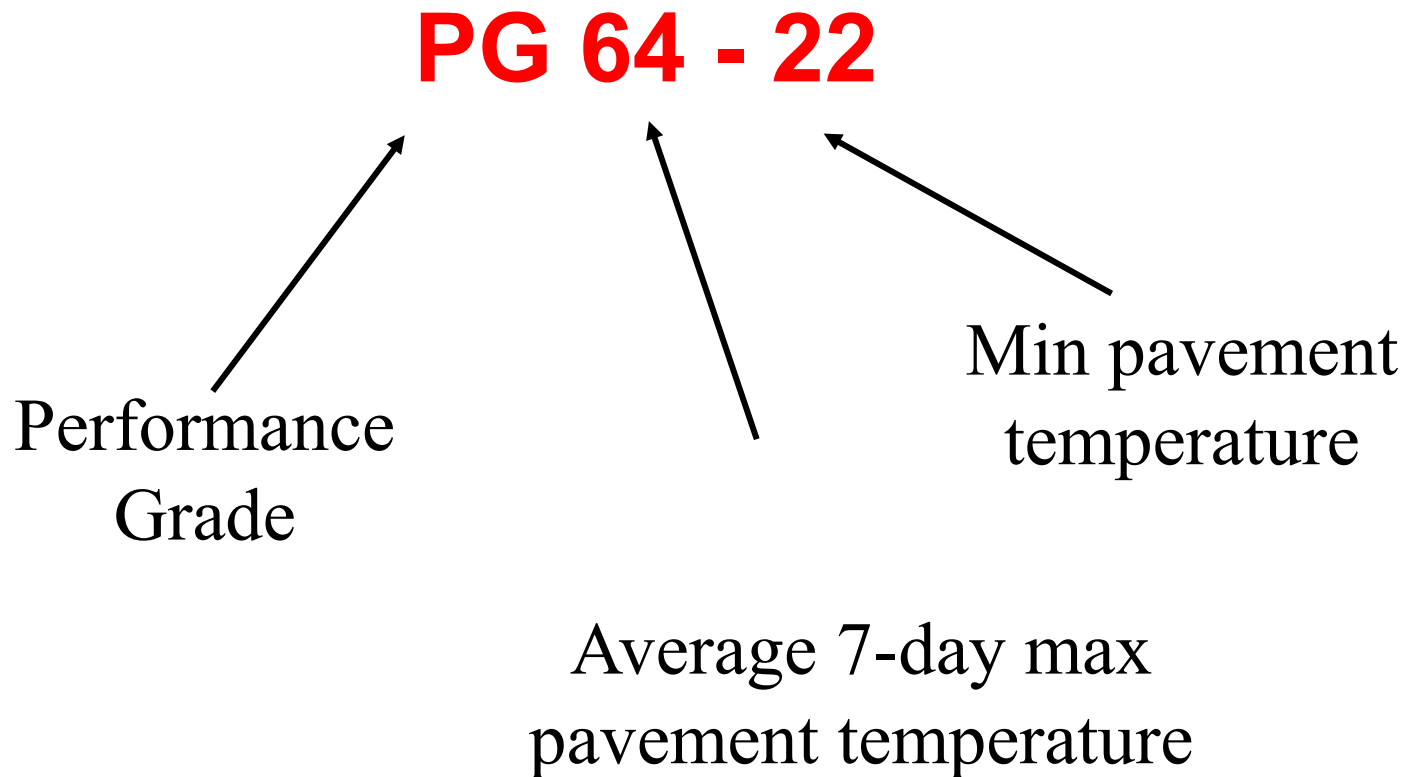 PG 64 - 22
Performance
Grade
Min pavement
temperature
Average 7-day max
pavement temperature